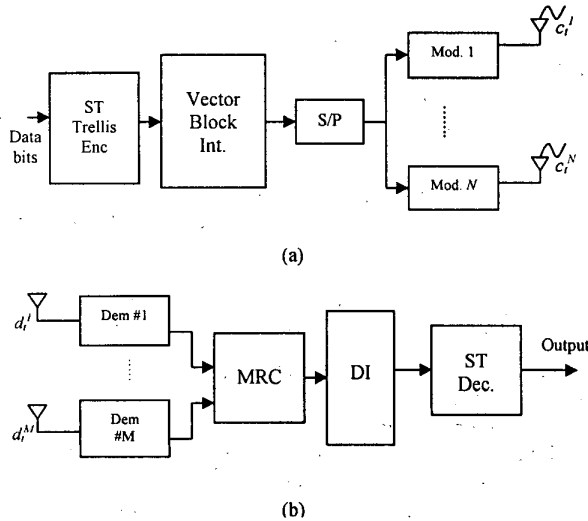 Data
bits
ST
Trellis
Enc
Vector
Block
Int.
S/P
Mod. 1
c_t^1
Mod. N
c_t^N
(a)
d_t^1
Dem #1
d_t^M
Dem
#M
MRC
DI
ST
Dec.
Output
(b)